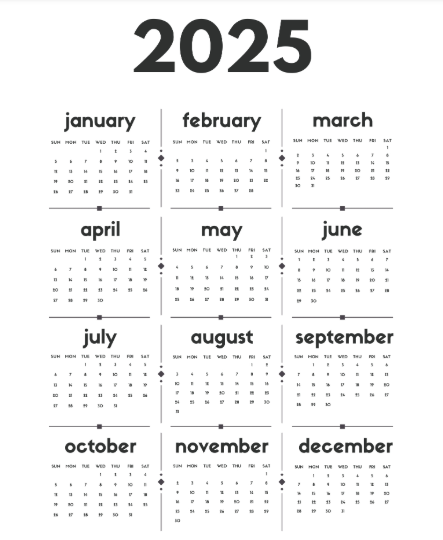 2025
january
SUN MON TUE WED THU FRI SAT
1 2 3 4
5 6 7 8 9 10 11
12 13 14 15 16 17 18
19 20 21 22 23 24 25
26 27 28 29 30 31
february
SUN MON TUE WED THU FRI SAT
1
2 3 4 5 6 7 8
9 10 11 12 13 14 15
16 17 18 19 20 21 22
23 24 25 26 27 28
march
SUN MON TUE WED THU FRI SAT
1
2 3 4 5 6 7 8
9 10 11 12 13 14 15
16 17 18 19 20 21 22
23 24 25 26 27 28 29
30 31
april
SUN MON TUE WED THU FRI SAT
1 2 3 4 5
6 7 8 9 10 11 12
13 14 15 16 17 18 19
20 21 22 23 24 25 26
27 28 29 30
may
SUN MON TUE WED THU FRI SAT
1 2 3
4 5 6 7 8 9 10
11 12 13 14 15 16 17
18 19 20 21 22 23 24
25 26 27 28 29 30 31
june
SUN MON TUE WED THU FRI SAT
1 2 3 4 5 6 7
8 9 10 11 12 13 14
15 16 17 18 19 20 21
22 23 24 25 26 27 28
29 30
july
SUN MON TUE WED THU FRI SAT
1 2 3 4 5
6 7 8 9 10 11 12
13 14 15 16 17 18 19
20 21 22 23 24 25 26
27 28 29 30 31
august
SUN MON TUE WED THU FRI SAT
1 2
3 4 5 6 7 8 9
10 11 12 13 14 15 16
17 18 19 20 21 22 23
24 25 26 27 28 29 30
31
september
SUN MON TUE WED THU FRI SAT
1 2 3 4 5 6
7 8 9 10 11 12 13
14 15 16 17 18 19 20
21 22 23 24 25 26 27
28 29 30
october
SUN MON TUE WED THU FRI SAT
1 2 3 4
5 6 7 8 9 10 11
12 13 14 15 16 17 18
19 20 21 22 23 24 25
26 27 28 29 30 31
november
SUN MON TUE WED THU FRI SAT
1
2 3 4 5 6 7 8
9 10 11 12 13 14 15
16 17 18 19 20 21 22
23 24 25 26 27 28 29
30
december
SUN MON TUE WED THU FRI SAT
1 2 3 4 5 6
7 8 9 10 11 12 13
14 15 16 17 18 19 20
21 22 23 24 25 26 27
28 29 30 31